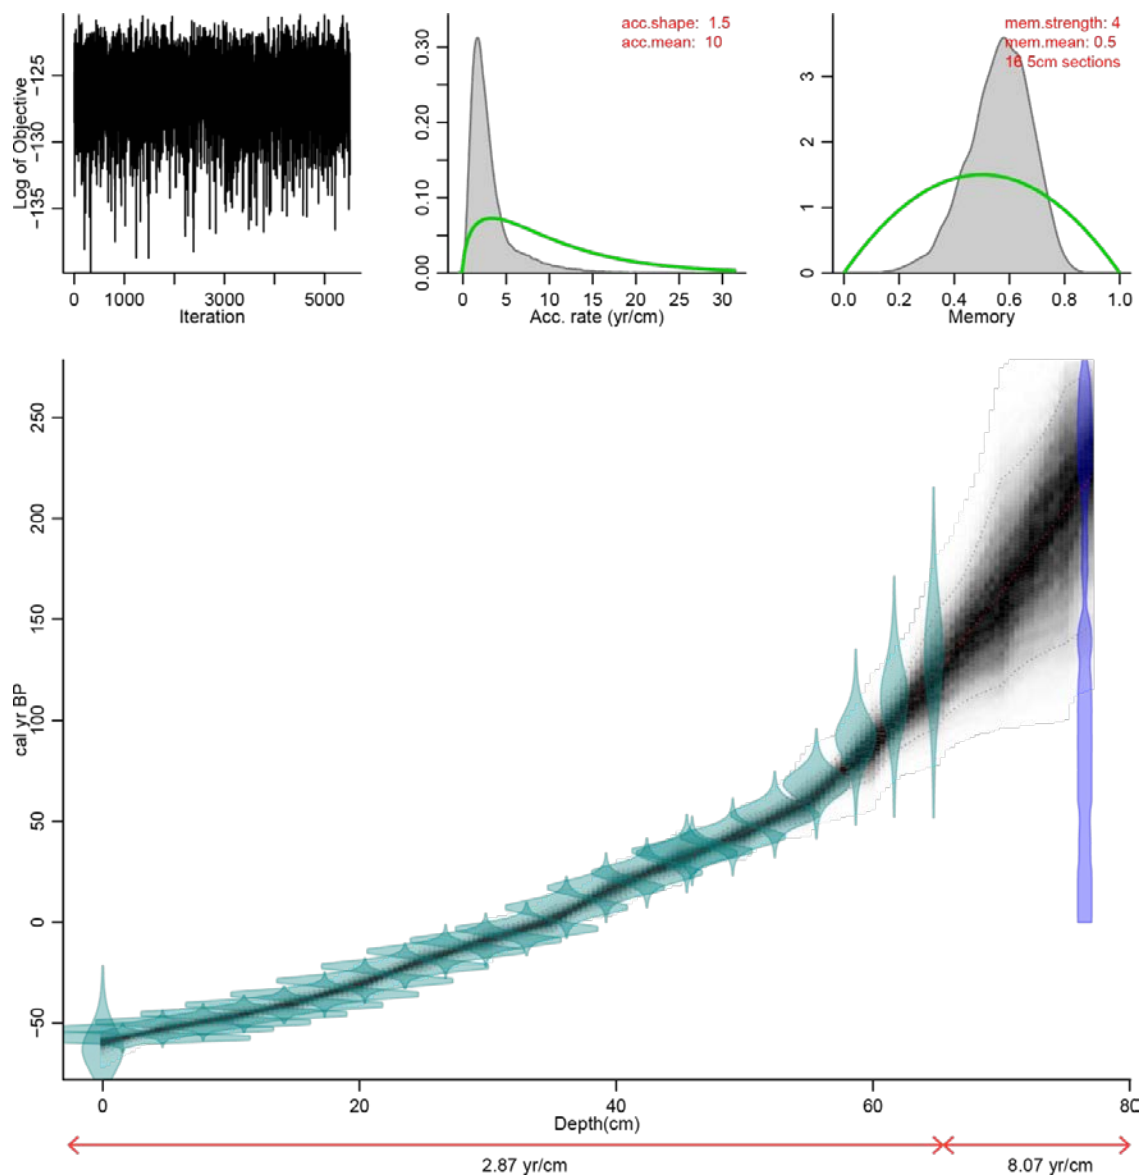 acc.shape: 1.5
acc.mean: 10
mem.strength: 4
mem.mean: 0.5
16 5cm sections
Log of Objective
−125
−130
−135
0 1000 3000 5000
Iteration
0.30
0.20
0.10
0.00
0 5 10 15 20 25 30
Acc. rate (yr/cm)
3
2
1
0
0.0 0.2 0.4 0.6 0.8 1.0
Memory
cal yr BP
250
200
150
100
50
0
−50
0 20 40 60 80
Depth(cm)
2.87 yr/cm 8.07 yr/cm